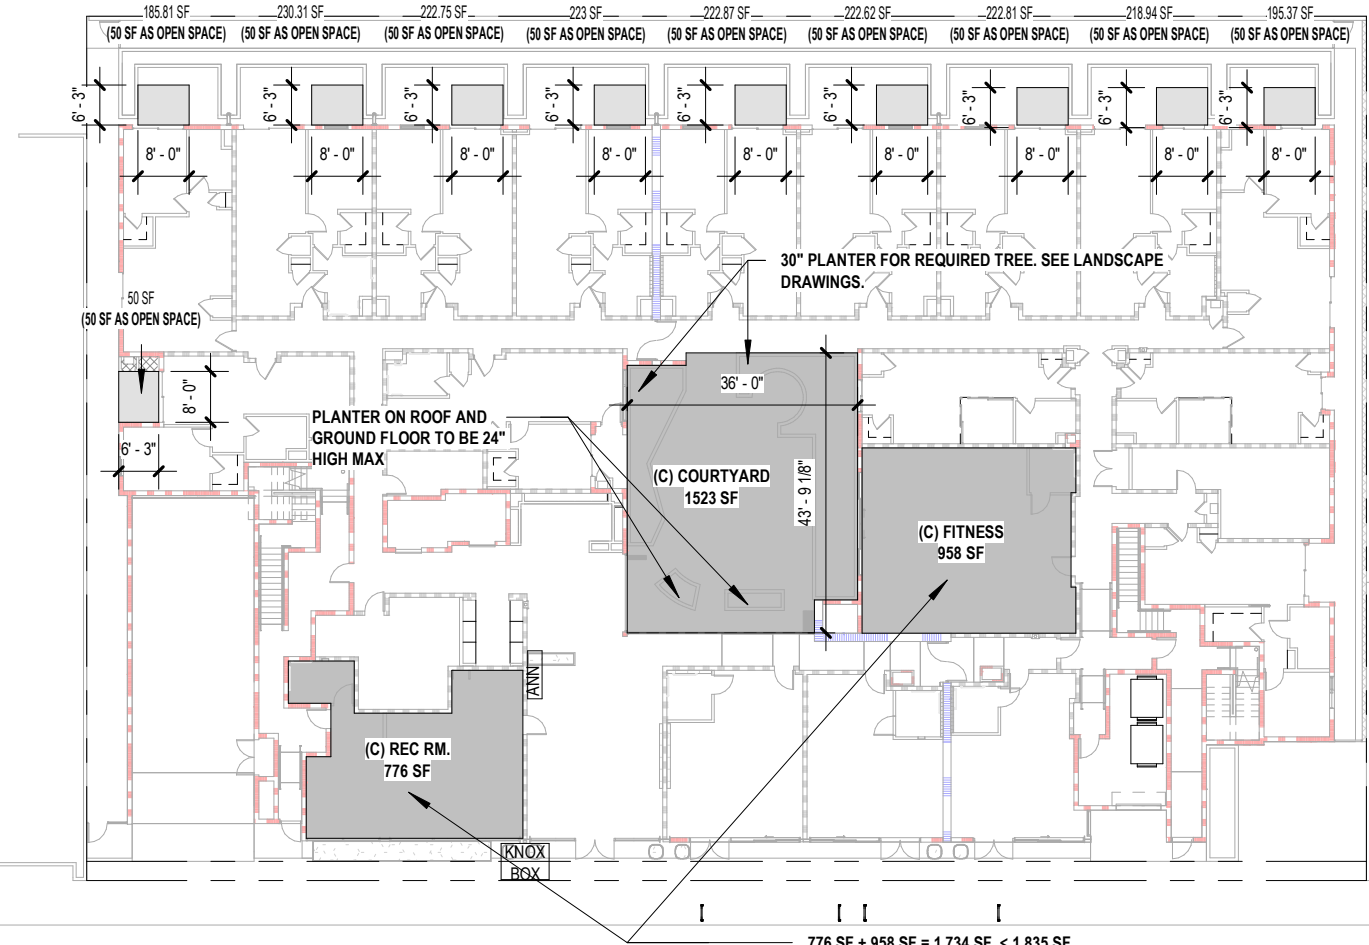 185.81 SF
(50 SF AS OPEN SPACE)
230.31 SF
(50 SF AS OPEN SPACE)
222.75 SF
(50 SF AS OPEN SPACE)
223 SF
(50 SF AS OPEN SPACE)
222.87 SF
(50 SF AS OPEN SPACE)
222.62 SF
(50 SF AS OPEN SPACE)
222.81 SF
(50 SF AS OPEN SPACE)
218.94 SF
(50 SF AS OPEN SPACE)
195.37 SF
(50 SF AS OPEN SPACE)
6' - 3"
6' - 3"
6' - 3"
6' - 3"
6' - 3"
6' - 3"
6' - 3"
6' - 3"
6' - 3"
8' - 0"
8' - 0"
8' - 0"
8' - 0"
8' - 0"
8' - 0"
8' - 0"
8' - 0"
8' - 0"
30" PLANTER FOR REQUIRED TREE. SEE LANDSCAPE
DRAWINGS.
50 SF
(50 SF AS OPEN SPACE)
8' - 0"
6' - 3"
36' - 0"
PLANTER ON ROOF AND
GROUND FLOOR TO BE 24"
HIGH MAX
(C) COURTYARD
1523 SF
43' - 9 1/8"
(C) FITNESS
958 SF
ANN
(C) REC RM.
776 SF
KNOX
BOX
776 SF + 958 SF = 1,734 SF < 1,835 SF